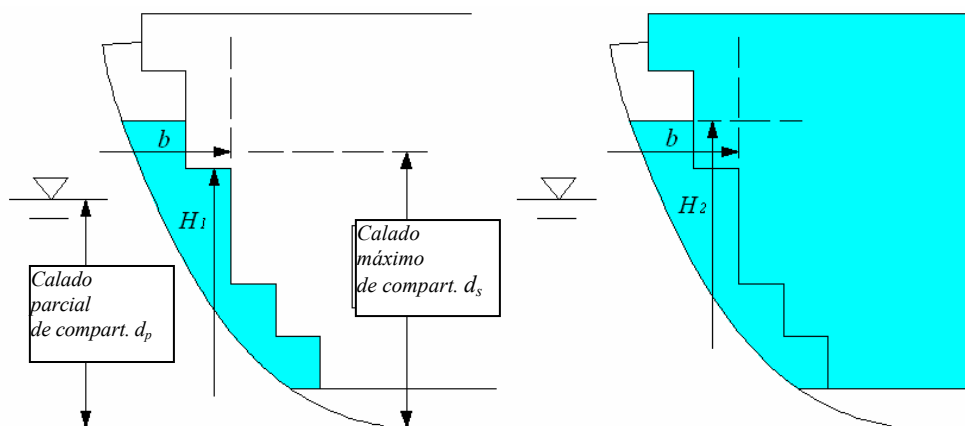 b
H1
Calado
parcial
de compart. dp
Calado
máximo
de compart. ds
b
H2